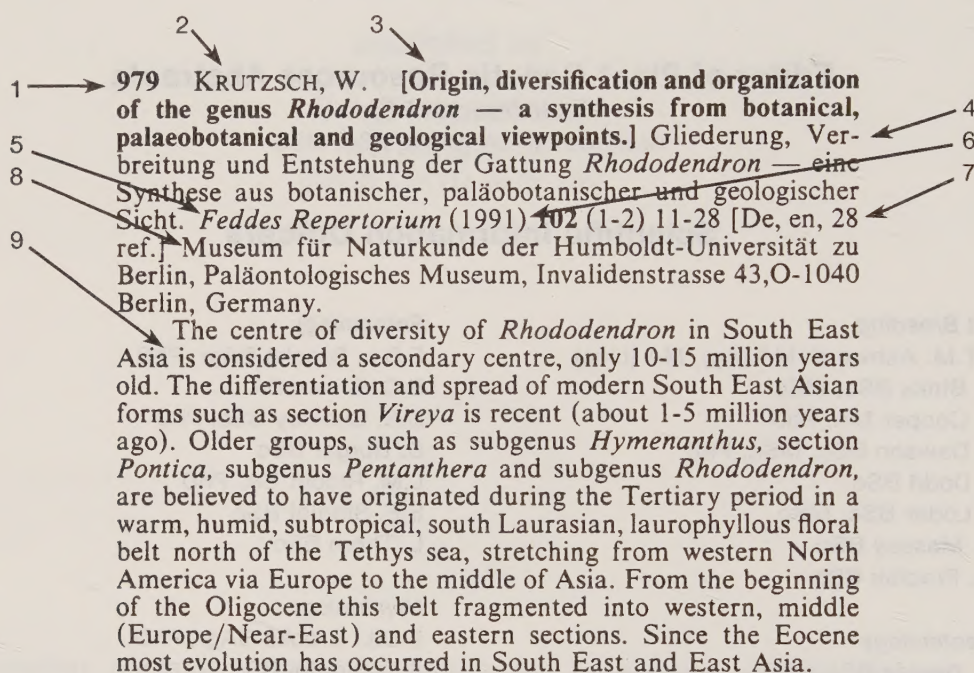 2 3
1 979 KRUTZSCH, W. [Origin, diversification and organization
of the genus Rhododendron — a synthesis from botanical,
palaeobotanical and geological viewpoints.] Gliederung, Ver- 4
5 breitung und Entstehung der Gattung Rhododendron — eine 6
8 Synthese aus botanischer, paläobotanischer und geologischer 7
9 Sicht. Feddes Repertorium (1991) 102 (1-2) 11-28 [De, en, 28
ref.] Museum für Naturkunde der Humboldt-Universität zu
Berlin, Paläontologisches Museum, Invalidenstrasse 43,O-1040
Berlin, Germany.
The centre of diversity of Rhododendron in South East
Asia is considered a secondary centre, only 10-15 million years
old. The differentiation and spread of modern South East Asian
forms such as section Vireya is recent (about 1-5 million years
ago). Older groups, such as subgenus Hymenanthus, section
Pontica, subgenus Pentanthera and subgenus Rhododendron,
are believed to have originated during the Tertiary period in a
warm, humid, subtropical, south Laurasian, laurophyllous floral
belt north of the Tethys sea, stretching from western North
America via Europe to the middle of Asia. From the beginning
of the Oligocene this belt fragmented into western, middle
(Europe/Near-East) and eastern sections. Since the Eocene
most evolution has occurred in South East and East Asia.